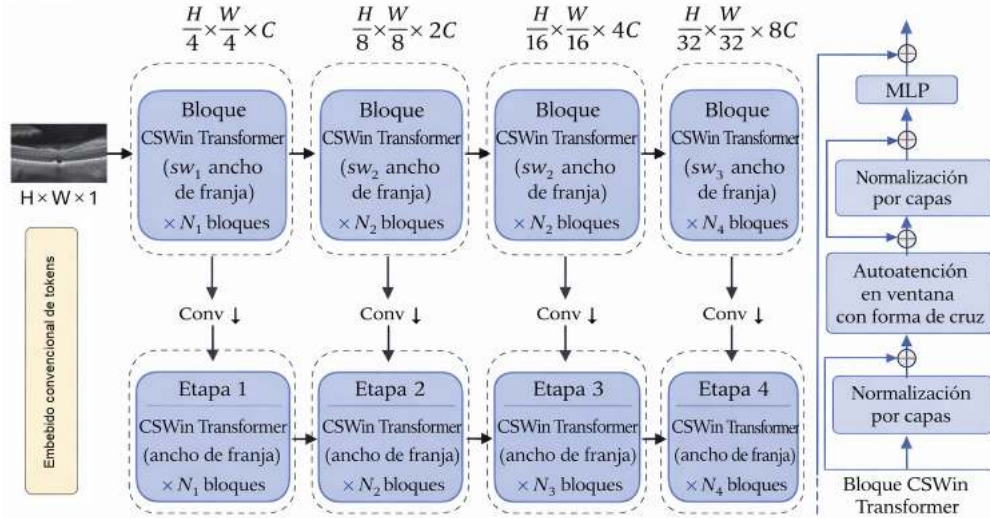 H/4 × W/4 × C
H/8 × W/8 × 2C
H/16 × W/16 × 4C
H/32 × W/32 × 8C
H × W × 1
Embebido convencional de tokens
Bloque
CSWin Transformer
(sw₁ ancho
de franja)
× N₁ bloques
Bloque
CSWin Transformer
(sw₂ ancho
de franja)
× N₂ bloques
Bloque
CSWin Transformer
(sw₂ ancho
de franja)
× N₂ bloques
Bloque
CSWin Transformer
(sw₃ ancho
de franja)
× N₄ bloques
Conv ↓
Conv ↓
Conv ↓
Conv ↓
Etapa 1
CSWin Transformer
(ancho de franja)
× N₁ bloques
Etapa 2
CSWin Transformer
(ancho de franja)
× N₂ bloques
Etapa 3
CSWin Transformer
(ancho de franja)
× N₃ bloques
Etapa 4
CSWin Transformer
(ancho de franja)
× N₄ bloques
MLP
Normalización
por capas
Autoatención
en ventana
con forma de cruz
Normalización
por capas
Bloque CSWin
Transformer